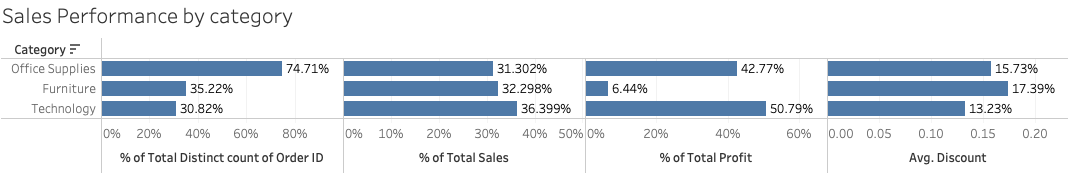 Sales Performance by category
Category
Office Supplies 74.71% 31.302% 42.77% 15.73%
Furniture 35.22% 32.298% 6.44% 17.39%
Technology 30.82% 36.399% 50.79% 13.23%
0% 20% 40% 60% 80% 0% 10% 20% 30% 40% 50% 0% 20% 40% 60% 0.00 0.05 0.10 0.15 0.20
% of Total Distinct count of Order ID % of Total Sales % of Total Profit Avg. Discount